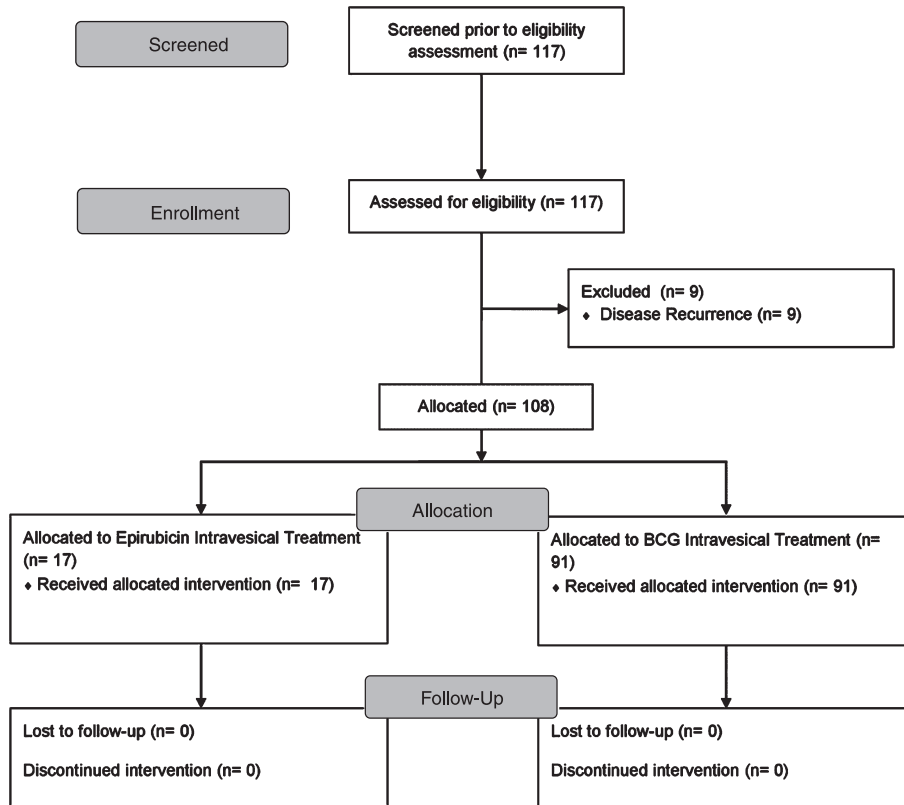 Screened
Screened prior to eligibility
assessment (n= 117)
Enrollment
Assessed for eligibility (n= 117)
Excluded (n= 9)
♦ Disease Recurrence (n= 9)
Allocated (n= 108)
Allocation
Allocated to Epirubicin Intravesical Treatment
(n= 17)
♦ Received allocated intervention (n= 17)
Allocated to BCG Intravesical Treatment (n=
91)
♦ Received allocated intervention (n= 91)
Follow-Up
Lost to follow-up (n= 0)
Discontinued intervention (n= 0)
Lost to follow-up (n= 0)
Discontinued intervention (n= 0)